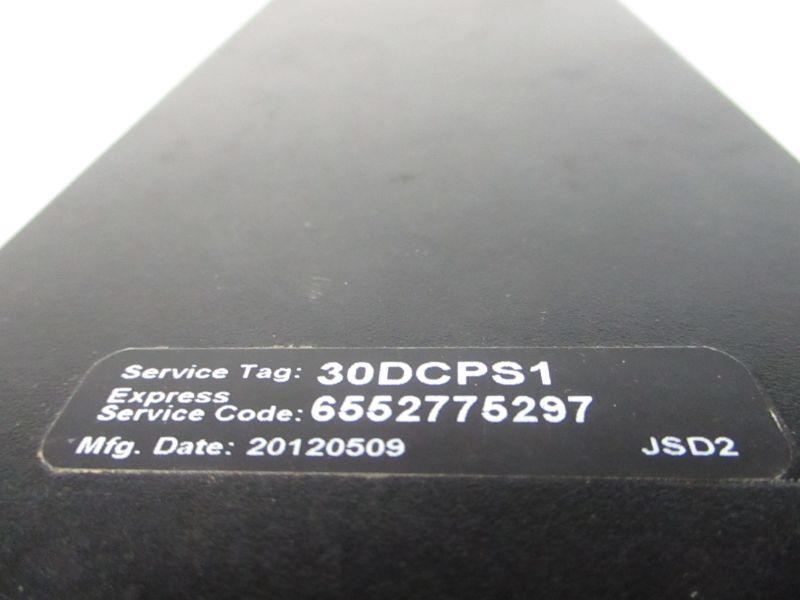 Service Tag: 30DCPS1
Express
Service Code: 6552775297
Mfg. Date: 20120509 JSD2